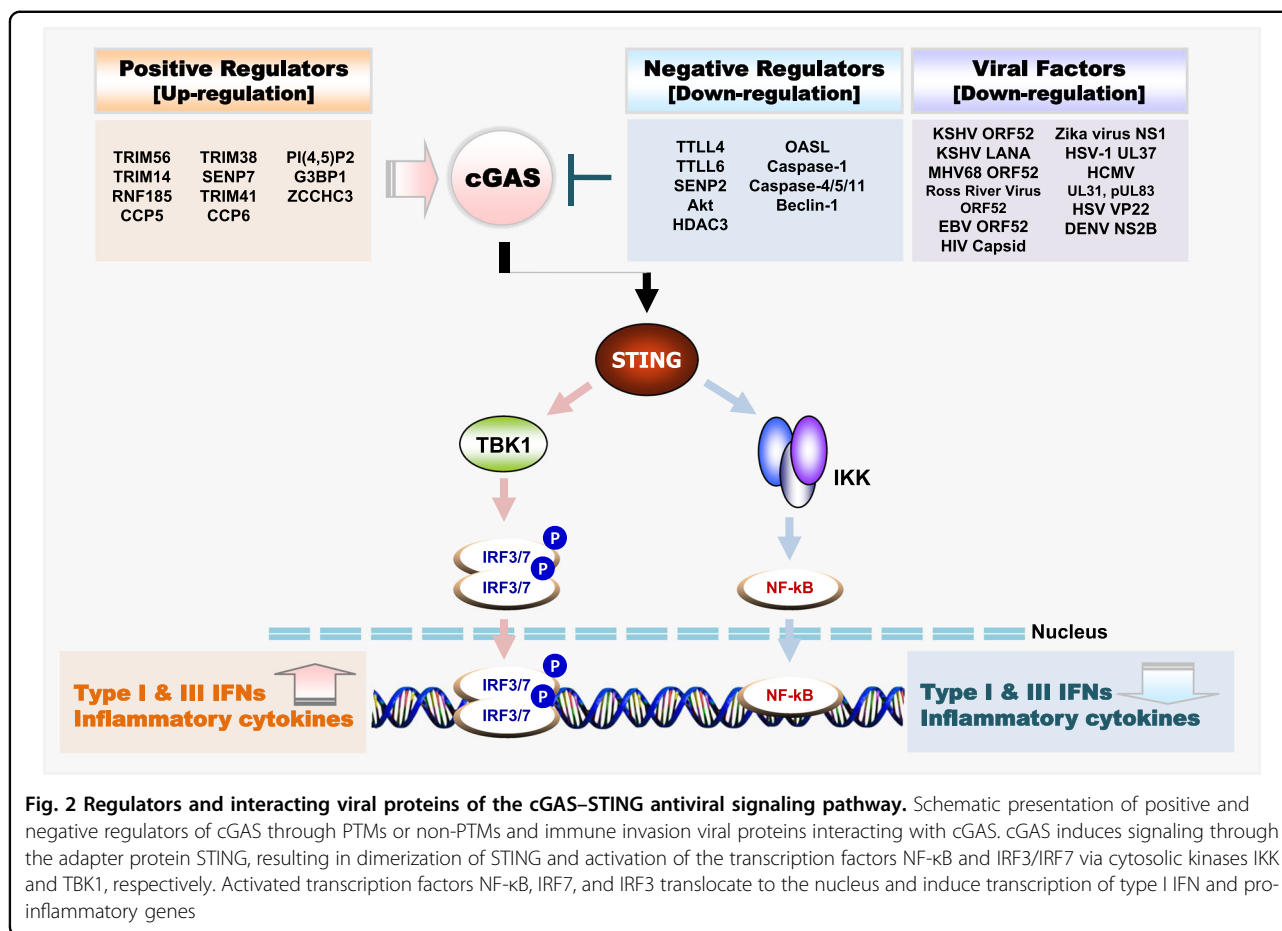 Positive Regulators
[Up-regulation]
TRIM56
TRIM14
RNF185
CCP5
TRIM38
SENP7
TRIM41
CCP6
PI(4,5)P2
G3BP1
ZCCHC3
cGAS
Negative Regulators
[Down-regulation]
TTLL4
TTLL6
SENP2
Akt
HDAC3
OASL
Caspase-1
Caspase-4/5/11
Beclin-1
Viral Factors
[Down-regulation]
KSHV ORF52
KSHV LANA
MHV68 ORF52
Ross River Virus
ORF52
EBV ORF52
HIV Capsid
Zika virus NS1
HSV-1 UL37
HCMV
UL31, pUL83
HSV VP22
DENV NS2B
STING
TBK1
IKK
P
IRF3/7
P
IRF3/7
NF-kB
Nucleus
Type I & III IFNs
Inflammatory cytokines
P
IRF3/7
P
IRF3/7
NF-kB
Type I & III IFNs
Inflammatory cytokines
Fig. 2 Regulators and interacting viral proteins of the cGAS–STING antiviral signaling pathway. Schematic presentation of positive and
negative regulators of cGAS through PTMs or non-PTMs and immune invasion viral proteins interacting with cGAS. cGAS induces signaling through
the adapter protein STING, resulting in dimerization of STING and activation of the transcription factors NF-κB and IRF3/IRF7 via cytosolic kinases IKK
and TBK1, respectively. Activated transcription factors NF-κB, IRF7, and IRF3 translocate to the nucleus and induce transcription of type I IFN and pro-
inflammatory genes